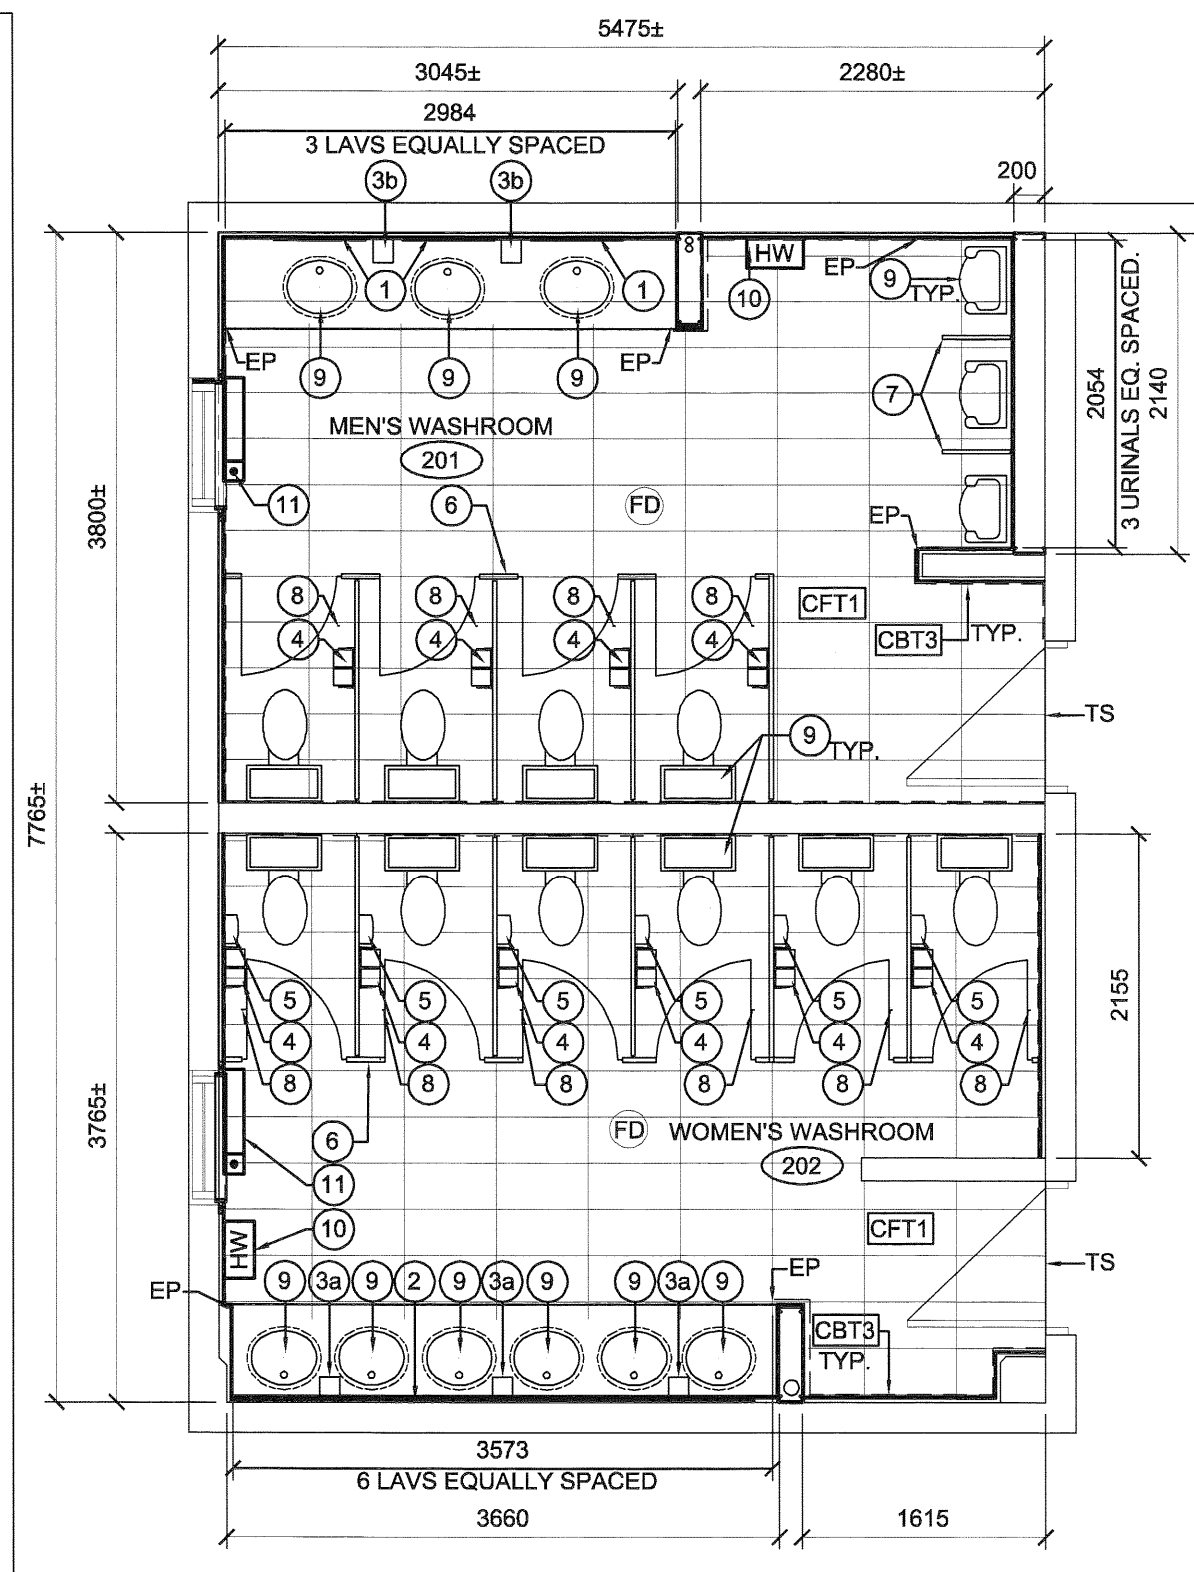 5475±
3045±
2280±
2984
3 LAVS EQUALLY SPACED
200
3b
3b
HW
EP
9
TYP.
1
1
10
EP
EP
9
9
9
7
2054
3 URINALS EQ. SPACED.
2140
MEN'S WASHROOM
201
11
6
FD
EP
3800±
8
8
8
8
CFT1
4
4
4
4
CBT3
TYP.
TS
9
TYP.
7765±
5
5
5
5
5
5
4
4
4
4
4
4
8
8
8
8
8
8
2155
3765±
6
FD
WOMEN'S WASHROOM
202
11
10
HW
CFT1
EP
9
3a
9
2
9
3a
9
9
3a
9
EP
TS
CBT3
TYP.
3573
6 LAVS EQUALLY SPACED
3660
1615